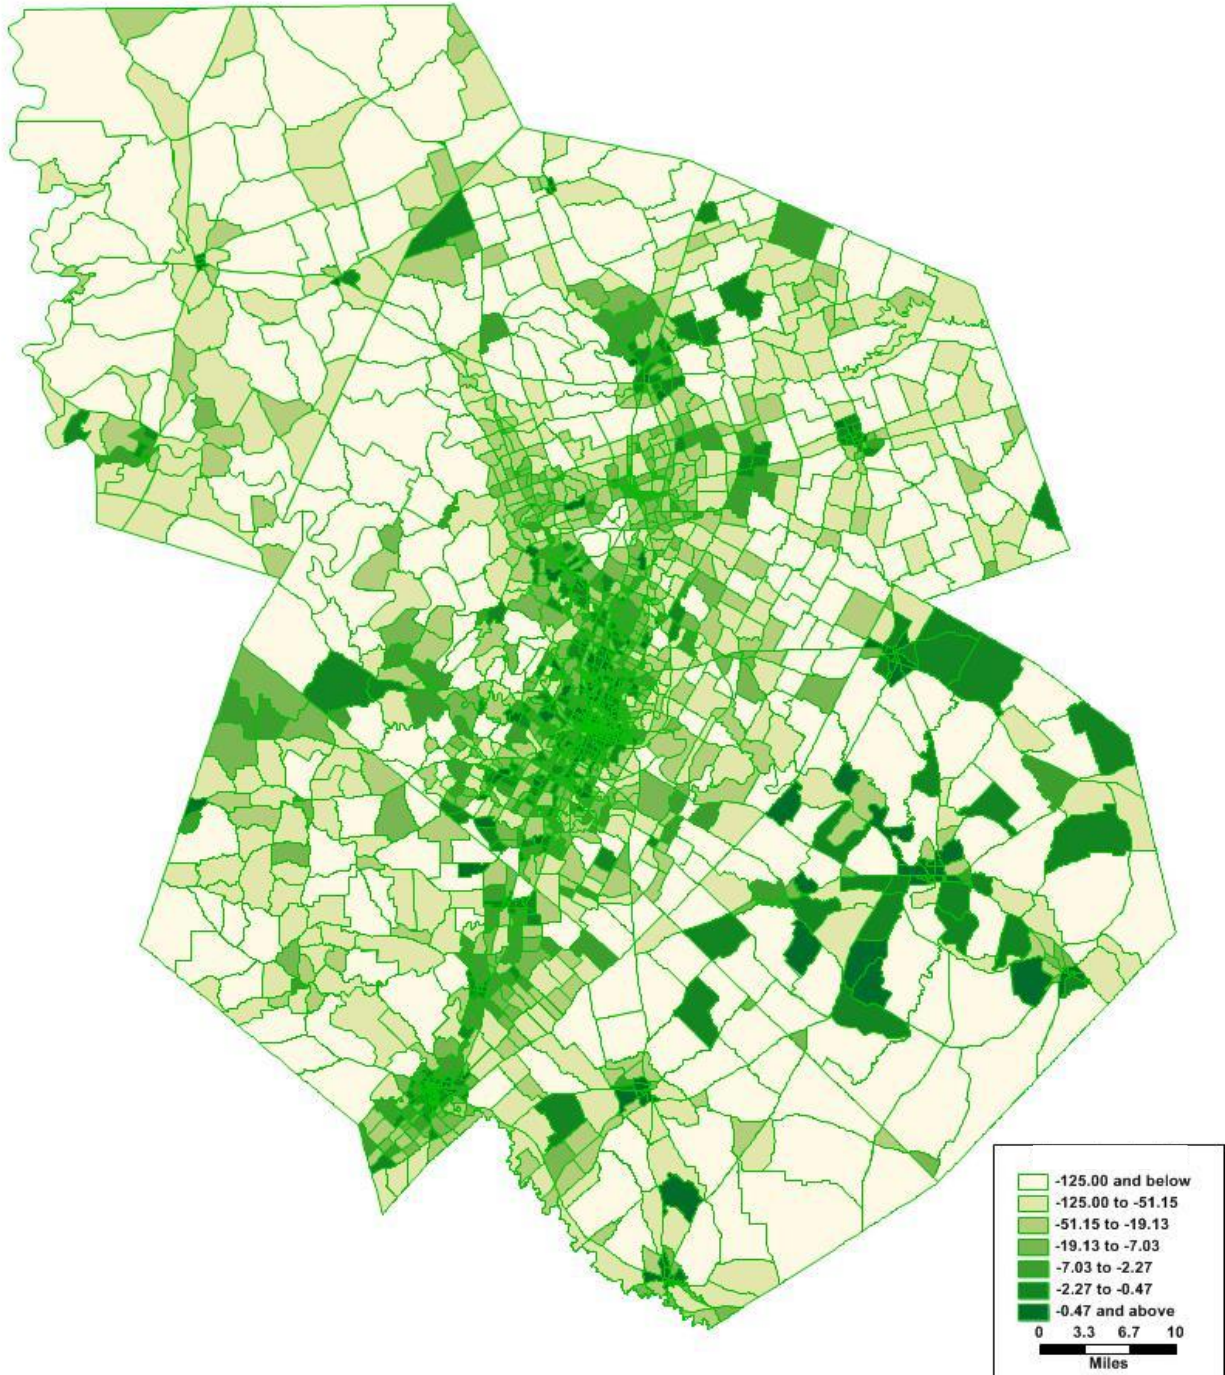 -125.00 and below
-125.00 to -51.15
-51.15 to -19.13
-19.13 to -7.03
-7.03 to -2.27
-2.27 to -0.47
-0.47 and above
0 3.3 6.7 10
Miles